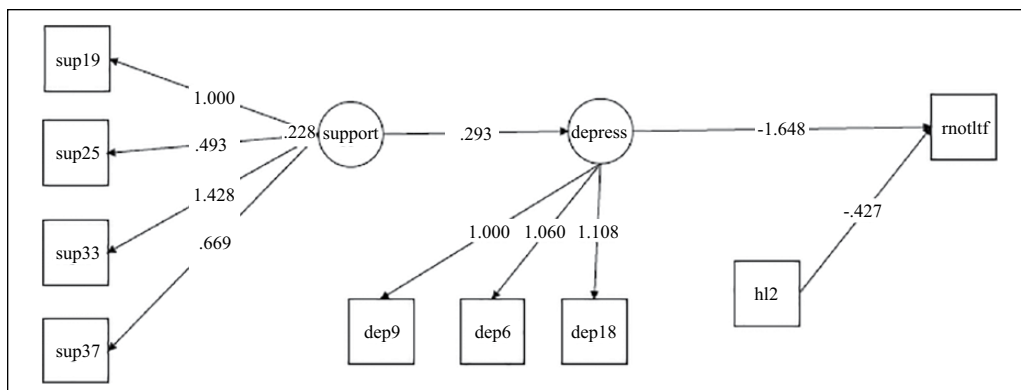 sup19
1.000
sup25
.493
.228
support
.293
depress
-1.648
rnotltf
sup33
1.428
.669
sup37
1.000
1.060
1.108
-.427
dep9
dep6
dep18
hl2